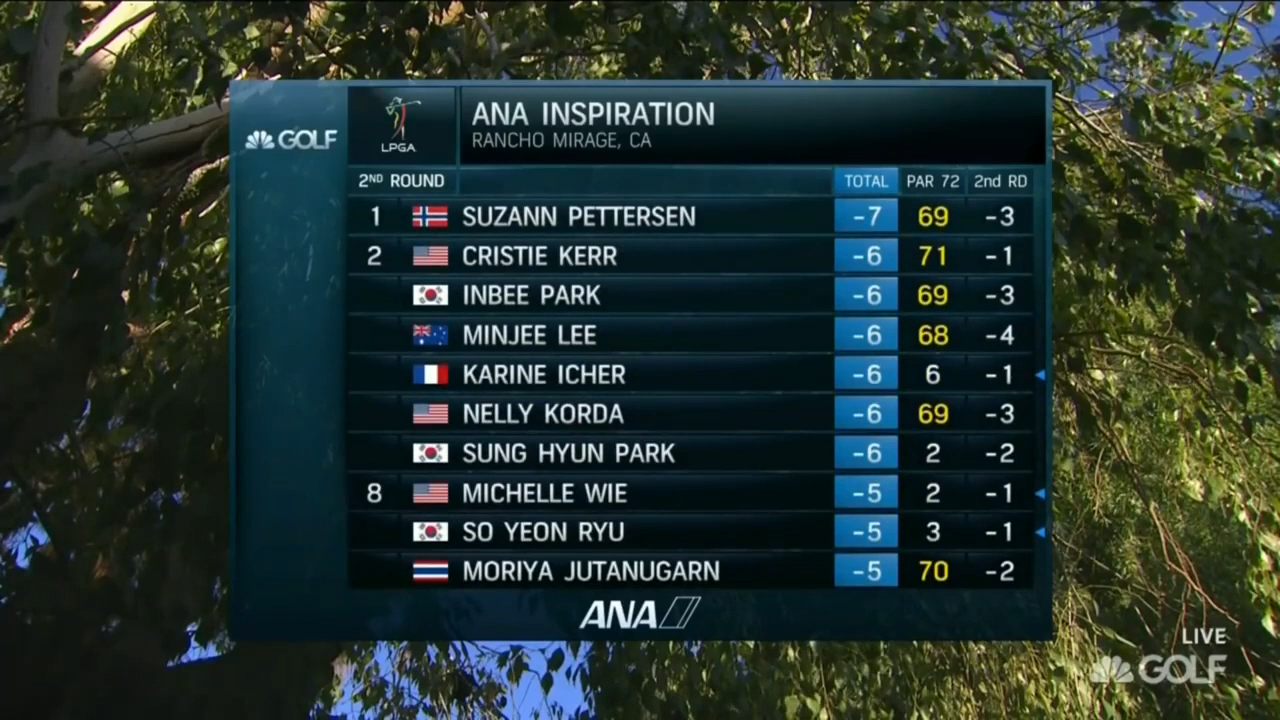 GOLF
LPGA
ANA INSPIRATION
RANCHO MIRAGE, CA
2ND ROUND TOTAL PAR 72 2nd RD
1 SUZANN PETTERSEN -7 69 -3
2 CRISTIE KERR -6 71 -1
INBEE PARK -6 69 -3
MINJEE LEE -6 68 -4
KARINE ICHER -6 6 -1
NELLY KORDA -6 69 -3
SUNG HYUN PARK -6 2 -2
8 MICHELLE WIE -5 2 -1
SO YEON RYU -5 3 -1
MORIYA JUTANUGARN -5 70 -2
ANA
LIVE
GOLF